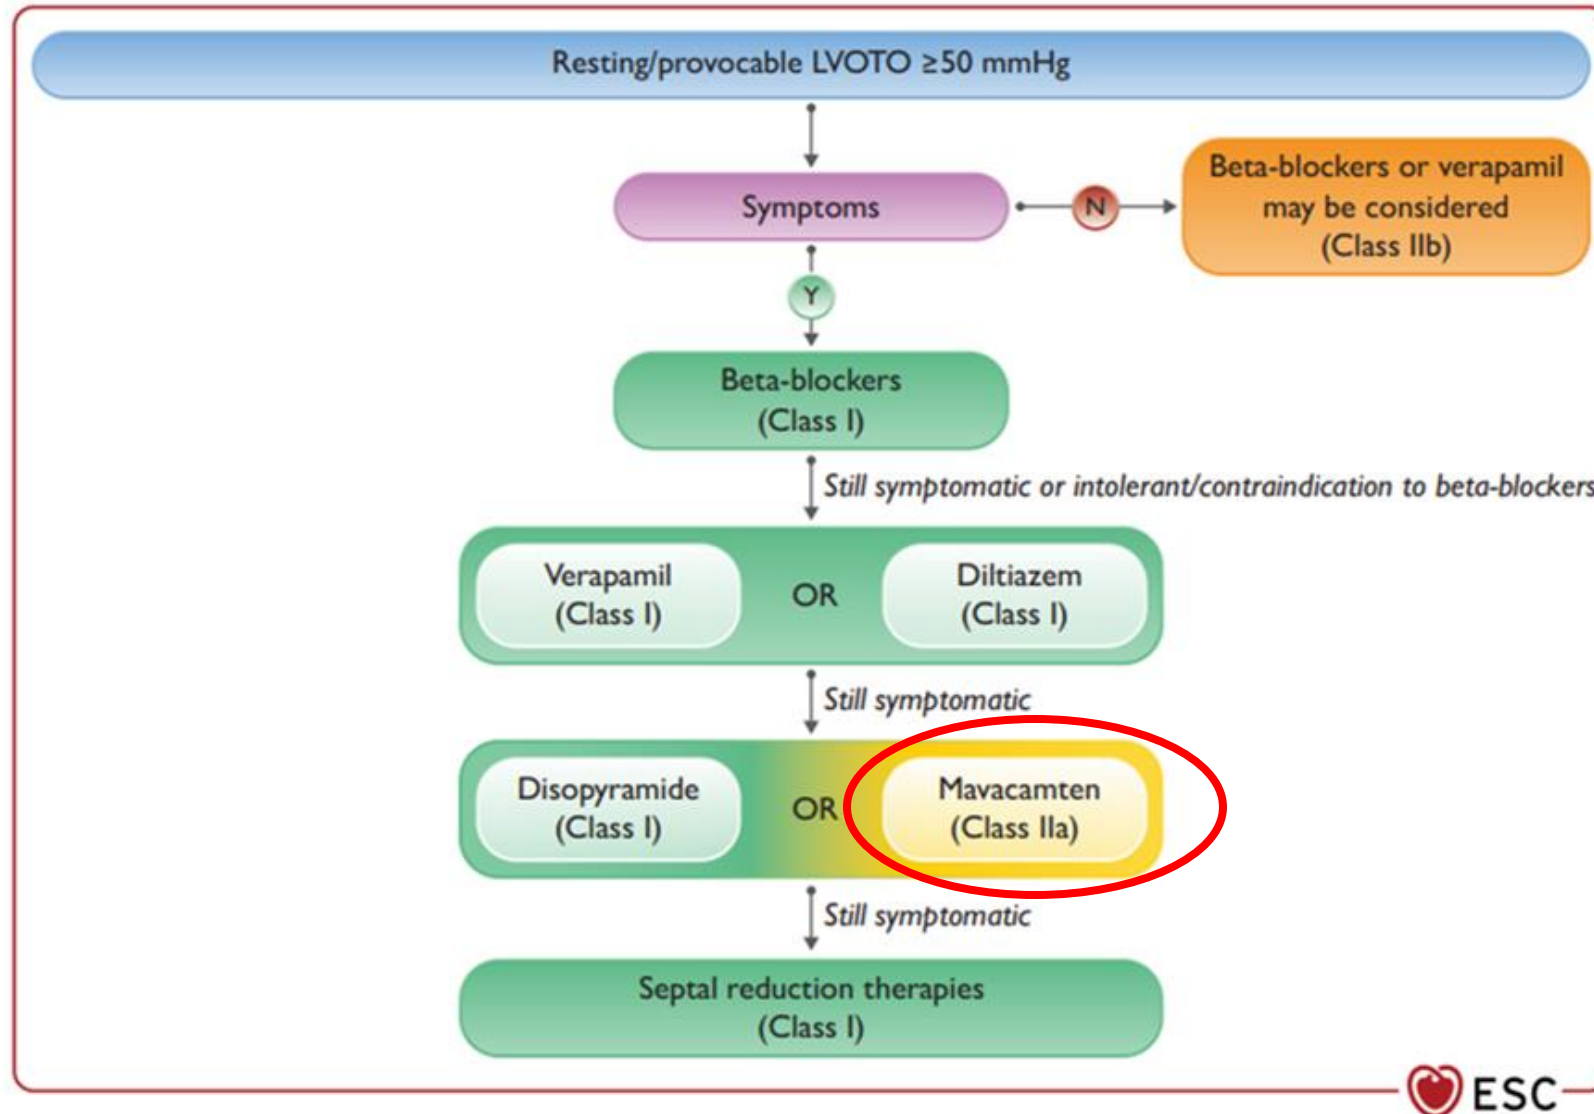 Resting/provocable LVOTO ≥50 mmHg
Symptoms
N
Beta-blockers or verapamil
may be considered
(Class IIb)
Y
Beta-blockers
(Class I)
Still symptomatic or intolerant/contraindication to beta-blockers
Verapamil
(Class I)
OR
Diltiazem
(Class I)
Still symptomatic
Disopyramide
(Class I)
OR
Mavacamten
(Class IIa)
Still symptomatic
Septal reduction therapies
(Class I)
ESC